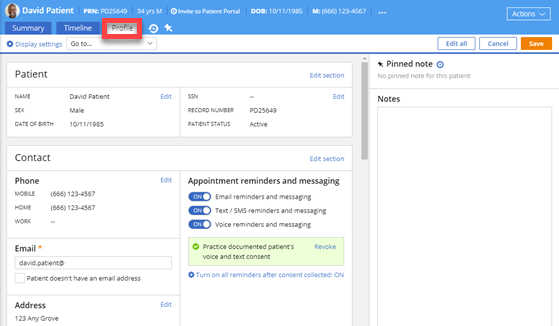 David Patient PRN: PD25649 34 yrs M Invite to Patient Portal DOB: 10/11/1985 M: (666) 123-4567 ... Actions
Summary Timeline Profile
Display settings Go to... Edit all Cancel Save
Patient Edit section
NAME David Patient Edit SSN -- Edit
SEX Male RECORD NUMBER PD25649
DATE OF BIRTH 10/11/1985 PATIENT STATUS Active
Contact Edit section
Phone Edit
MOBILE (666) 123-4567
HOME (666) 123-4567
WORK --
Email *
david.patient@
Patient doesn't have an email address
Address Edit
123 Any Grove
Appointment reminders and messaging
ON Email reminders and messaging
ON Text / SMS reminders and messaging
ON Voice reminders and messaging
Practice documented patient's Revoke
voice and text consent
Turn on all reminders after consent collected: ON
Pinned note
No pinned note for this patient
Notes